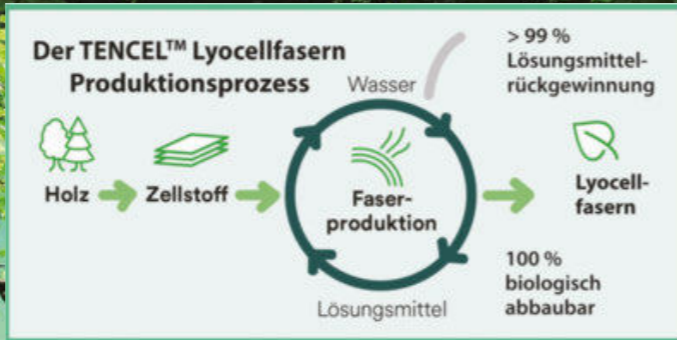 Der TENCEL™ Lyocellfasern
Produktionsprozess
> 99 %
Lösungsmittel-
rückgewinnung
Wasser
Holz
Zellstoff
Faser-
produktion
Lyocell-
fasern
Lösungsmittel
100 %
biologisch
abbaubar